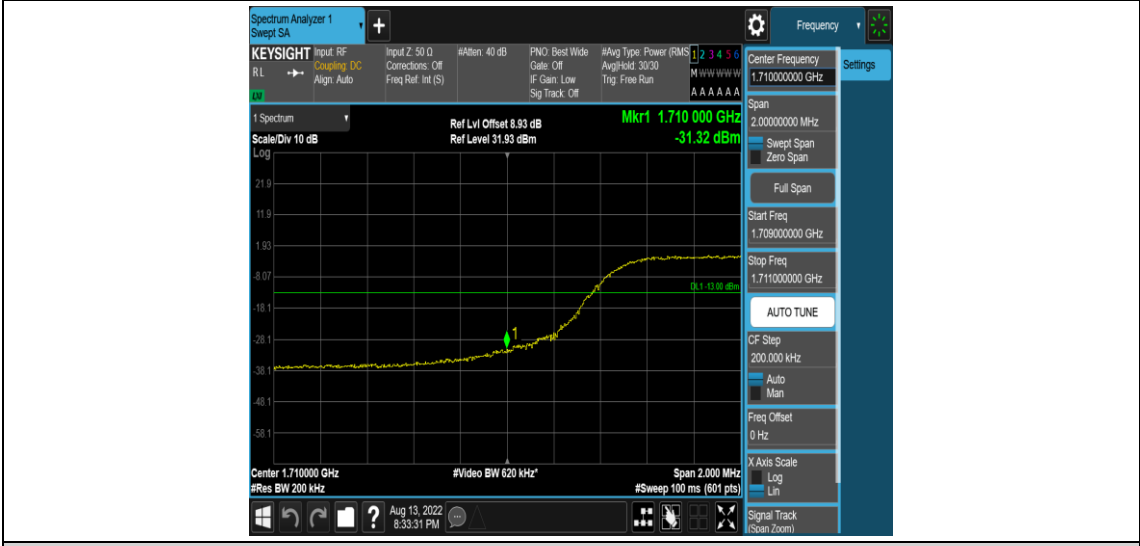 Spectrum Analyzer 1
Swept SA
+
Frequency
KEYSIGHT
RL
Input: RF
Coupling: DC
Align: Auto
Input Z: 50 Ω
Corrections: Off
Freq Ref: Int (S)
#Atten: 40 dB
PNO: Best Wide
Gate: Off
IF Gain: Low
Sig Track: Off
#Avg Type: Power (RMS
Avg|Hold: 30/30
Trig: Free Run
1 2 3 4 5 6
M W W W W W
A A A A A A
1 Spectrum
Scale/Div 10 dB
Log
Ref Lvl Offset 8.93 dB
Ref Level 31.93 dBm
Mkr1 1.710 000 GHz
-31.32 dBm
21.9
11.9
1.93
-8.07
-18.1
-28.1
-38.1
-48.1
-58.1
DL1 -13.00 dBm
1
Center 1.710000 GHz
#Res BW 200 kHz
#Video BW 620 kHz*
Span 2.000 MHz
#Sweep 100 ms (601 pts)
?
Aug 13, 2022
8:33:31 PM
Center Frequency
1.710000000 GHz
Settings
Span
2.00000000 MHz
Swept Span
Zero Span
Full Span
Start Freq
1.709000000 GHz
Stop Freq
1.711000000 GHz
AUTO TUNE
CF Step
200.000 kHz
Auto
Man
Freq Offset
0 Hz
X Axis Scale
Log
Lin
Signal Track
(Span Zoom)